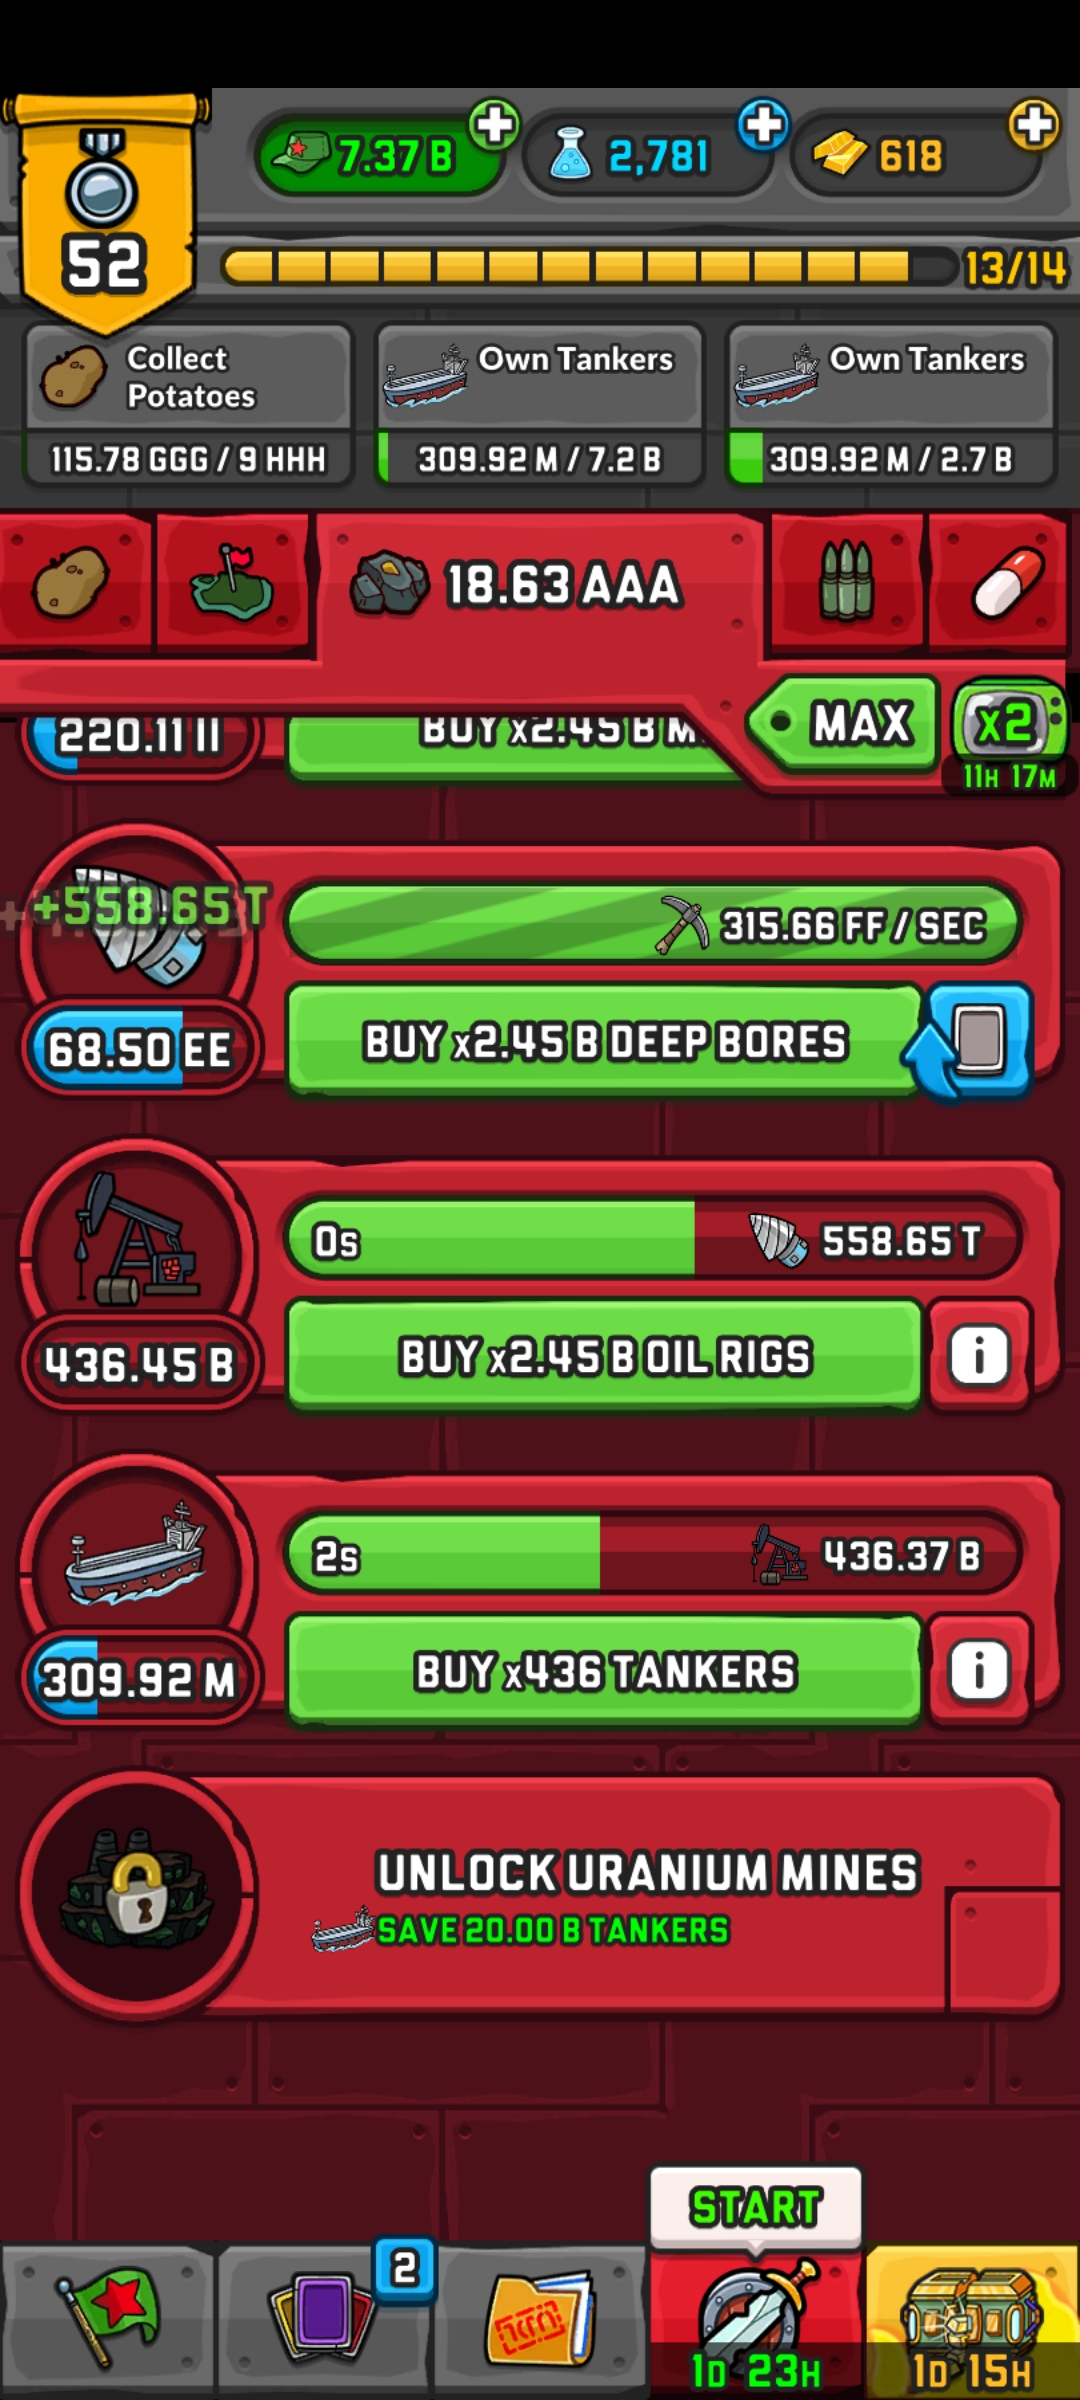 7.37 B
2,781
618
52
13/14
Collect
Potatoes
Own Tankers
Own Tankers
115.78 GGG / 9 HHH
309.92 M / 7.2 B
309.92 M / 2.7 B
18.63 AAA
MAX
x2
11H 17M
220.11 II
BUY x2.45 B M
+558.65 T
315.66 FF / SEC
68.50 EE
BUY x2.45 B DEEP BORES
0s
558.65 T
436.45 B
BUY x2.45 B OIL RIGS
i
2s
436.37 B
309.92 M
BUY x436 TANKERS
i
UNLOCK URANIUM MINES
SAVE 20.00 B TANKERS
START
2
1D 23H
1D 15H